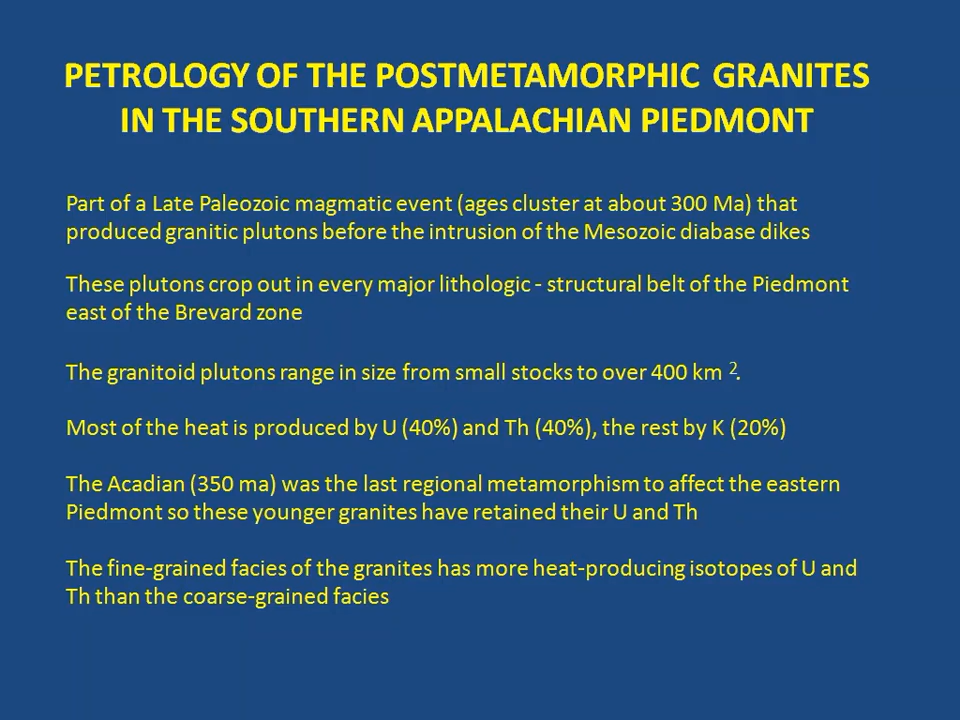 PETROLOGY OF THE POSTMETAMORPHIC GRANITES
IN THE SOUTHERN APPALACHIAN PIEDMONT
Part of a Late Paleozoic magmatic event (ages cluster at about 300 Ma) that
produced granitic plutons before the intrusion of the Mesozoic diabase dikes
These plutons crop out in every major lithologic - structural belt of the Piedmont
east of the Brevard zone
The granitoid plutons range in size from small stocks to over 400 km ².
Most of the heat is produced by U (40%) and Th (40%), the rest by K (20%)
The Acadian (350 ma) was the last regional metamorphism to affect the eastern
Piedmont so these younger granites have retained their U and Th
The fine-grained facies of the granites has more heat-producing isotopes of U and
Th than the coarse-grained facies